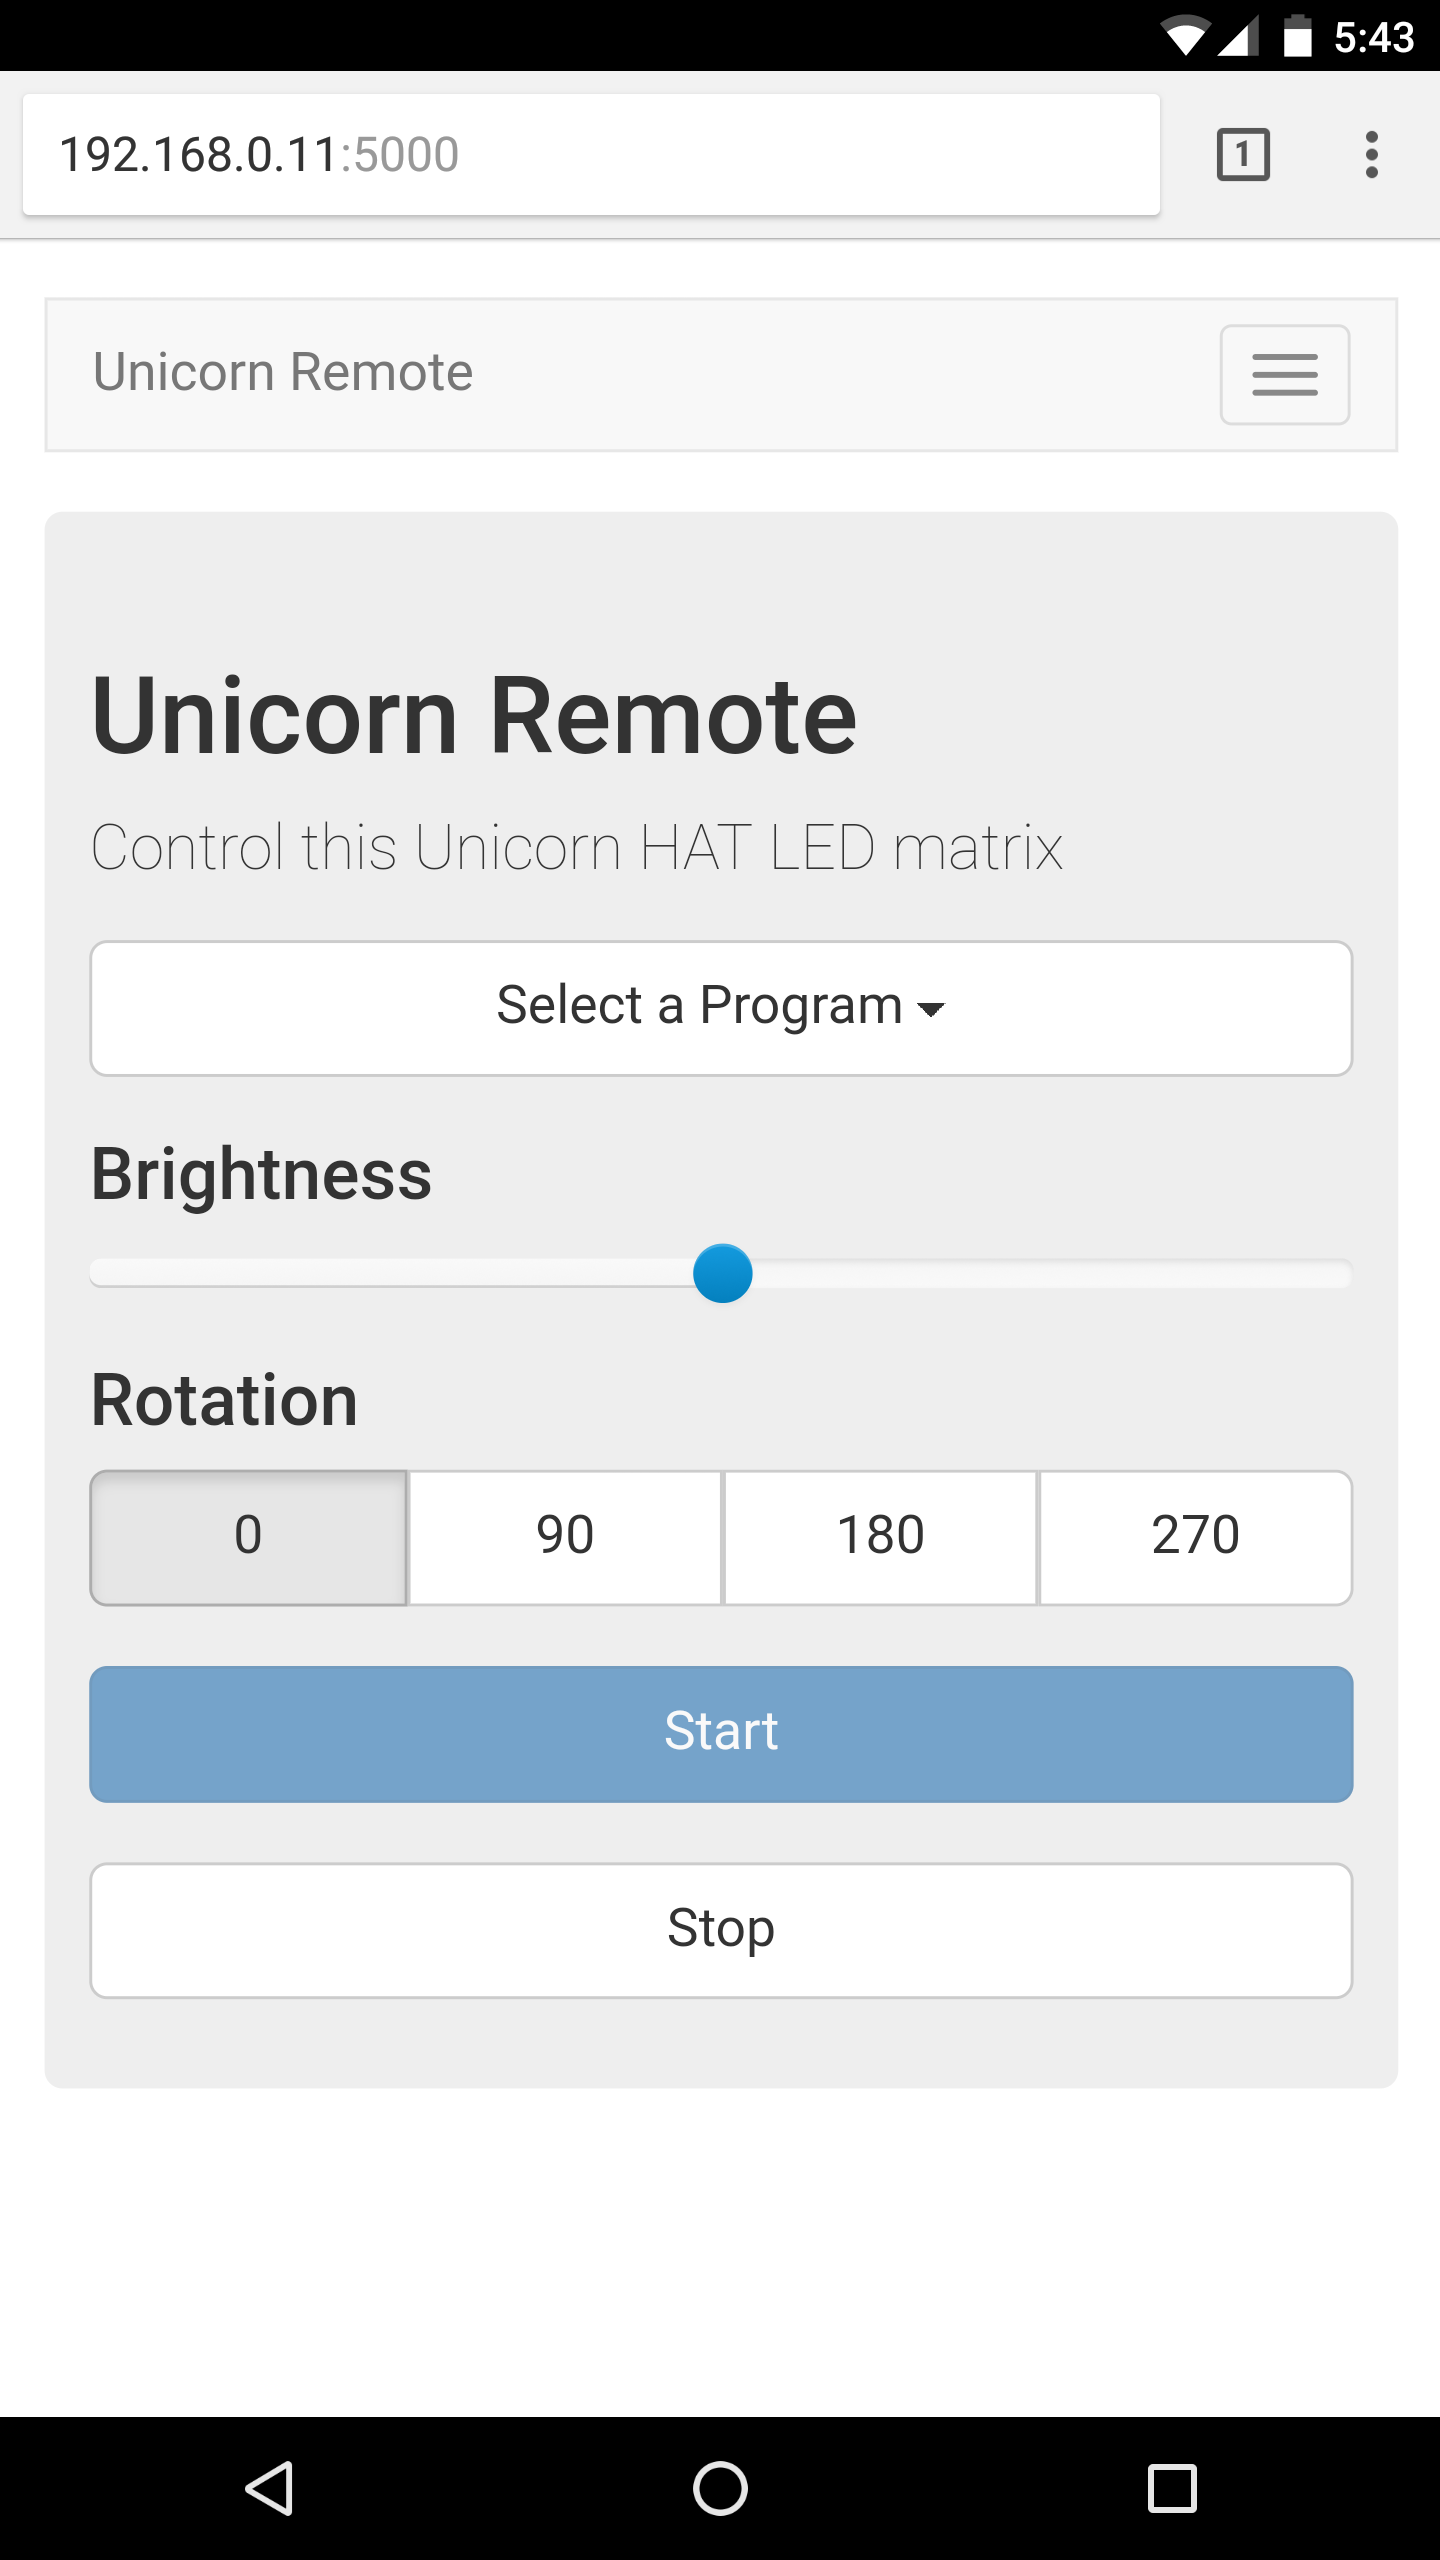 5:43
192.168.0.11:5000
1
Unicorn Remote
Unicorn Remote
Control this Unicorn HAT LED matrix
Select a Program
Brightness
Rotation
0 90 180 270
Start
Stop